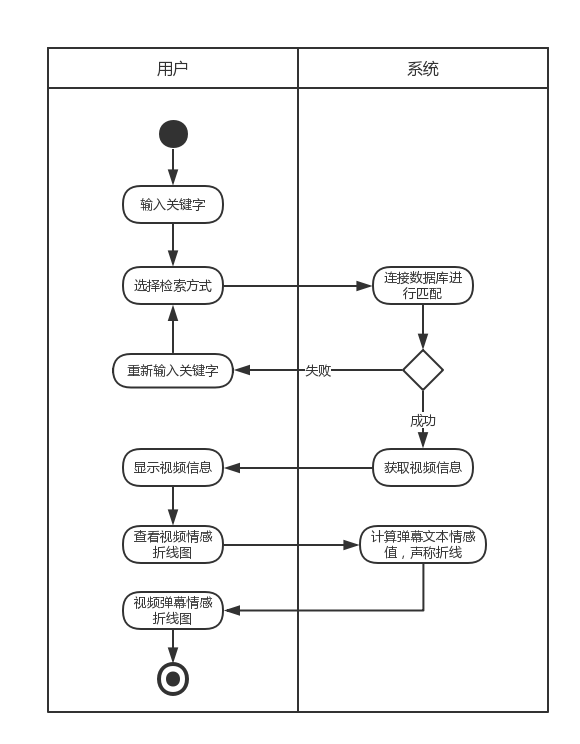 用户
系统
输入关键字
选择检索方式
连接数据库进
行匹配
重新输入关键字
失败
成功
显示视频信息
获取视频信息
查看视频情感
折线图
计算弹幕文本情感
值，声称折线
视频弹幕情感
折线图